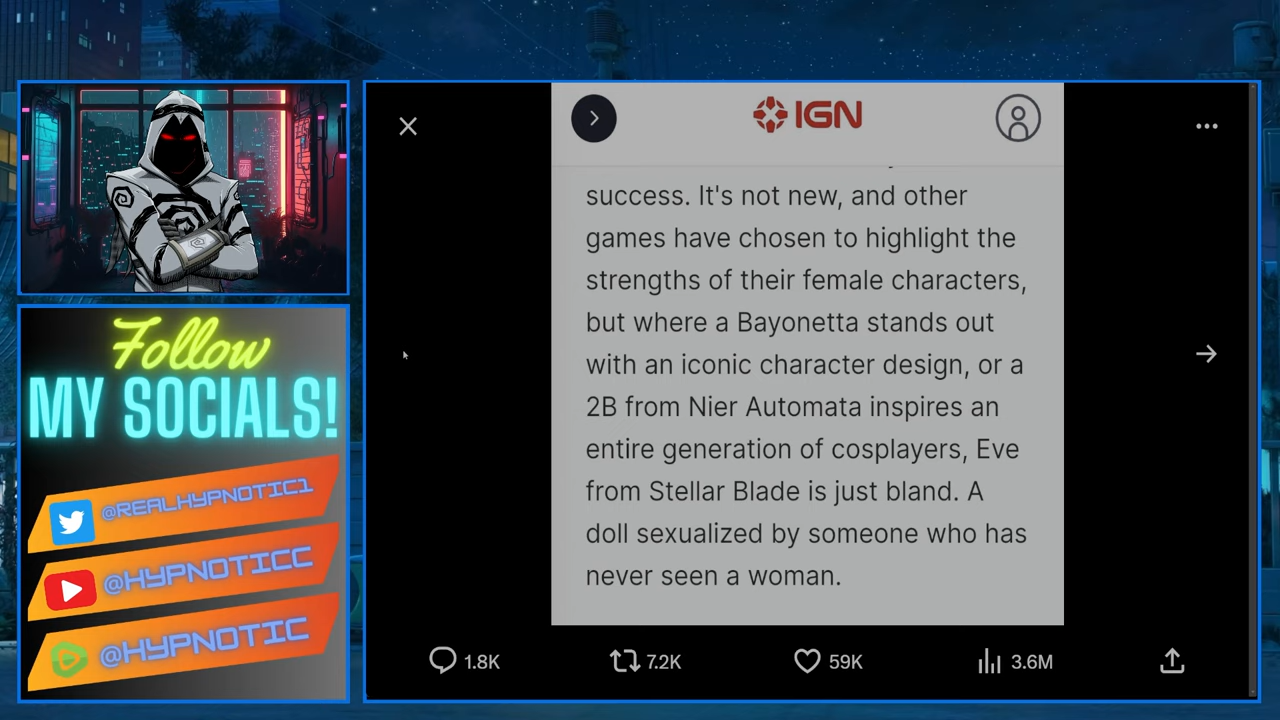 IGN
success. It's not new, and other
games have chosen to highlight the
strengths of their female characters,
but where a Bayonetta stands out
with an iconic character design, or a
2B from Nier Automata inspires an
entire generation of cosplayers, Eve
from Stellar Blade is just bland. A
doll sexualized by someone who has
never seen a woman.
1.8K
7.2K
59K
3.6M
Follow
MY SOCIALS!
@REALHYPNOTIC1
@HYPNOTICC
@HYPNOTIC